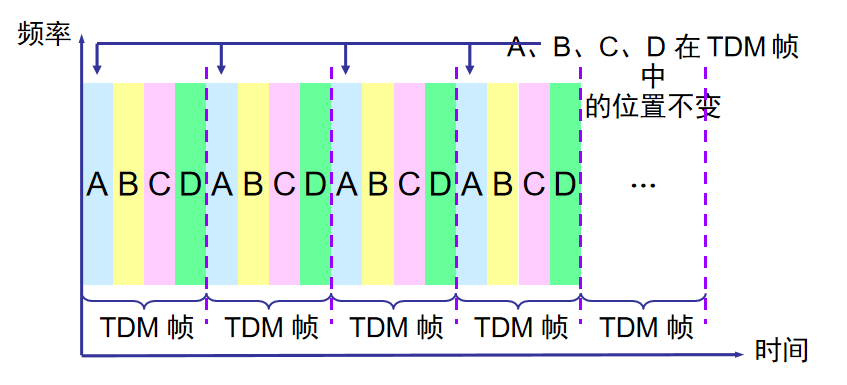 频率
A、B、C、D 在 TDM 帧
中
的位置不变
A B C D A B C D A B C D A B C D ...
TDM 帧 TDM 帧 TDM 帧 TDM 帧 TDM 帧
时间